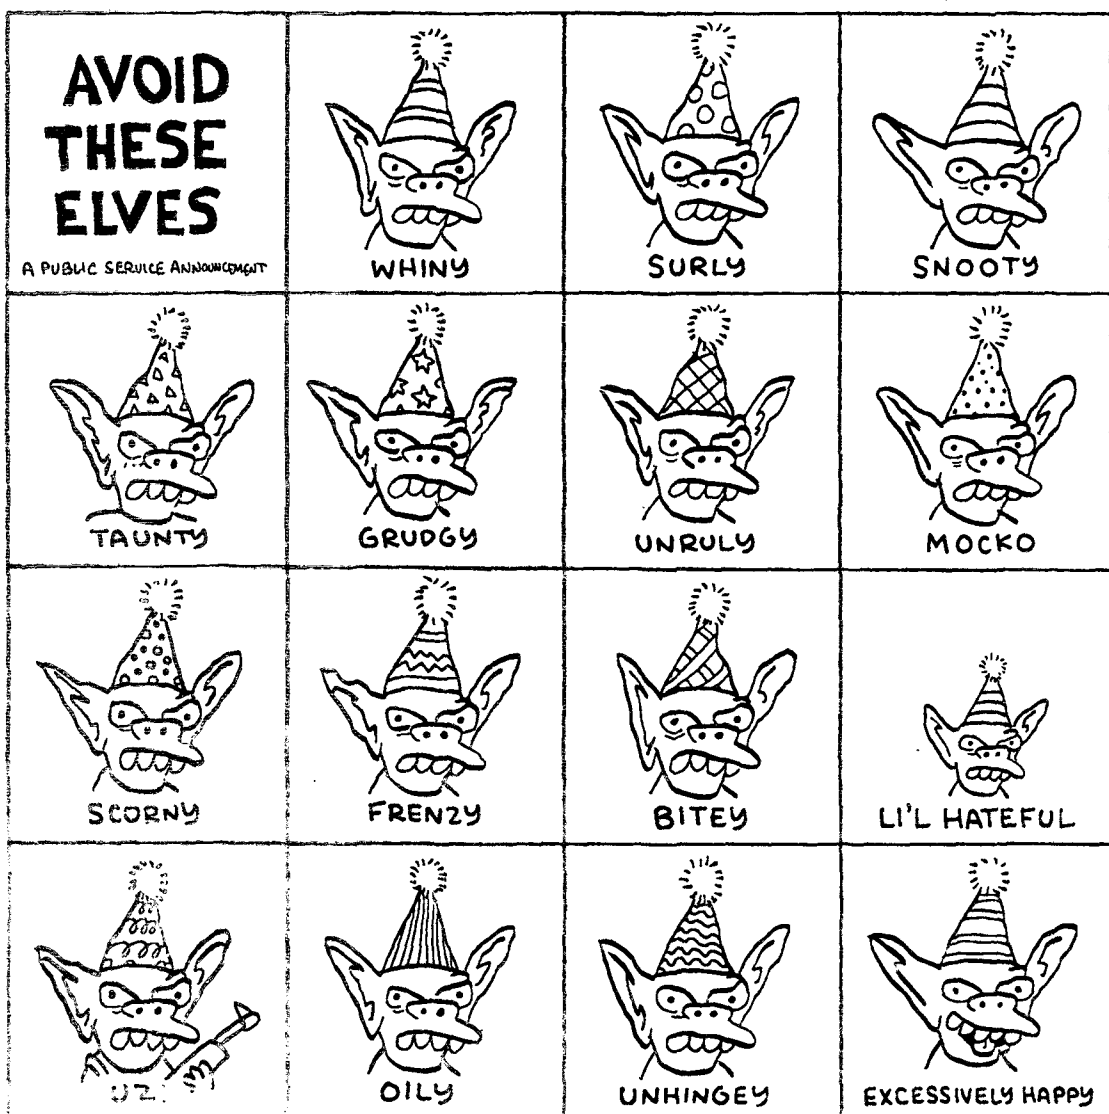 AVOID
THESE
ELVES
A PUBLIC SERVICE ANNOUNCEMENT
WHINY
SURLY
SNOOTY
TAUNTY
GRUDGY
UNRULY
MOCKO
SCORNY
FRENZY
BITEY
LI'L HATEFUL
OILY
UNHINGEY
EXCESSIVELY HAPPY